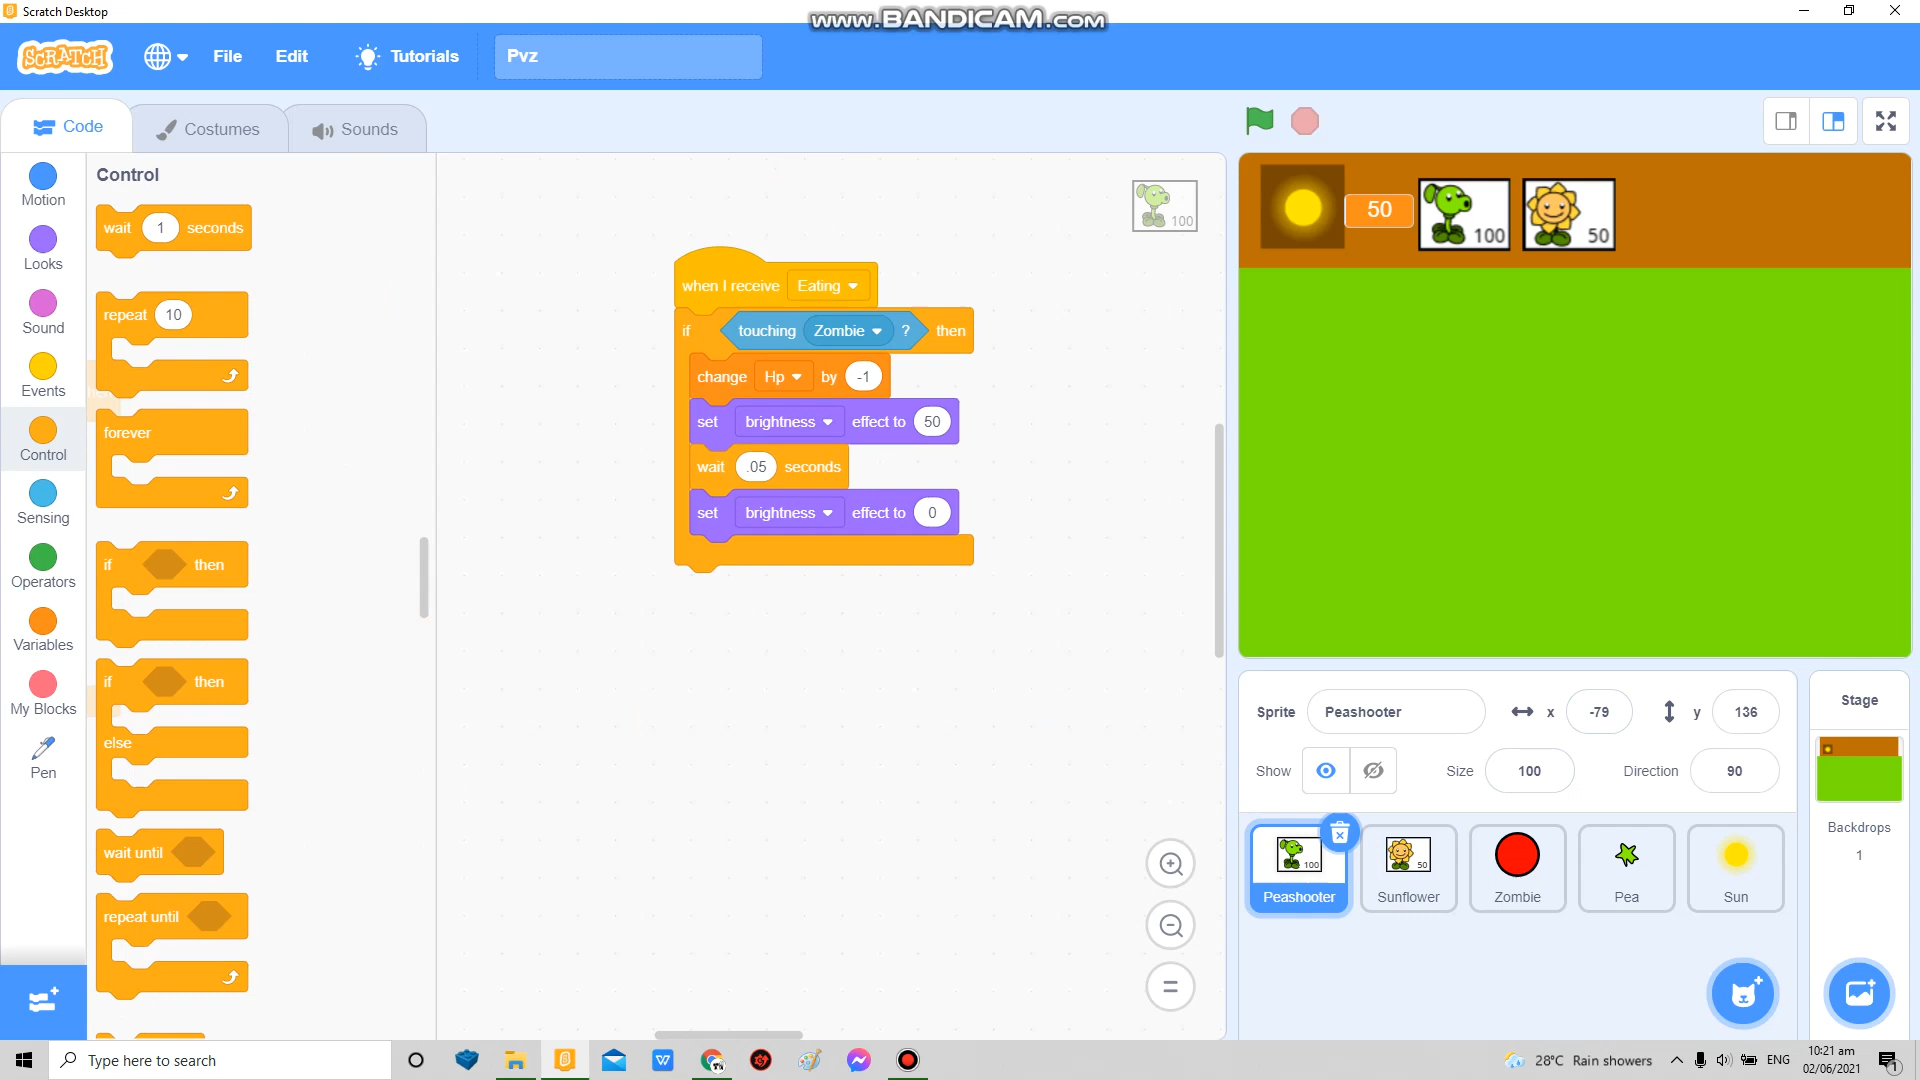 Scratch Desktop
www.BANDICAM.com
SCRATCH
File
Edit
Tutorials
Pvz
Code
Costumes
Sounds
Motion
Looks
Sound
Events
Control
Sensing
Operators
Variables
My Blocks
Pen
Control
wait 1 seconds
repeat 10
forever
if then
if then
else
wait until
repeat until
100
when I receive Eating
if touching Zombie ? then
change Hp by -1
set brightness effect to 50
wait .05 seconds
set brightness effect to 0
50
100
50
Sprite Peashooter x -79 y 136
Show Size 100 Direction 90
100
Peashooter
50
Sunflower
Zombie
Pea
Sun
Stage
Backdrops
1
Type here to search
28°C Rain showers
ENG
10:21 am
02/06/2021
1